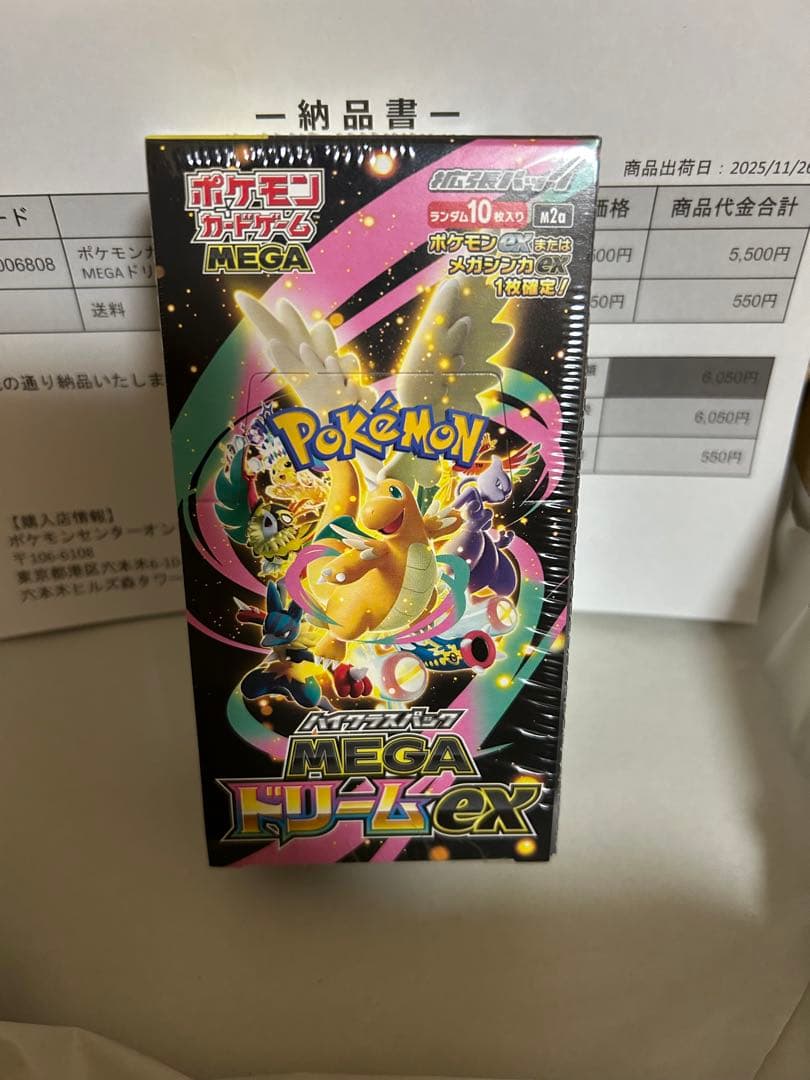 ー納品書ー
商品出荷日：2025/11/26
ード
価格
商品代金合計
006808
ポケモンカ
MEGAドリ
500円
5,500円
送料
50円
550円
の通り納品いたしま
6,050円
6,050円
550円
【購入店情報】
ポケモンセンターオン
〒106-6108
東京都港区六本木6-10
六本木ヒルズ森タワー
ポケモン
カードゲーム
MEGA
拡張パック
ランダム10枚入り
M2a
ポケモンexまたは
メガシンカex
1枚確定!
POKéMON
TM
ハイクラスパック
MEGA
ドリームex